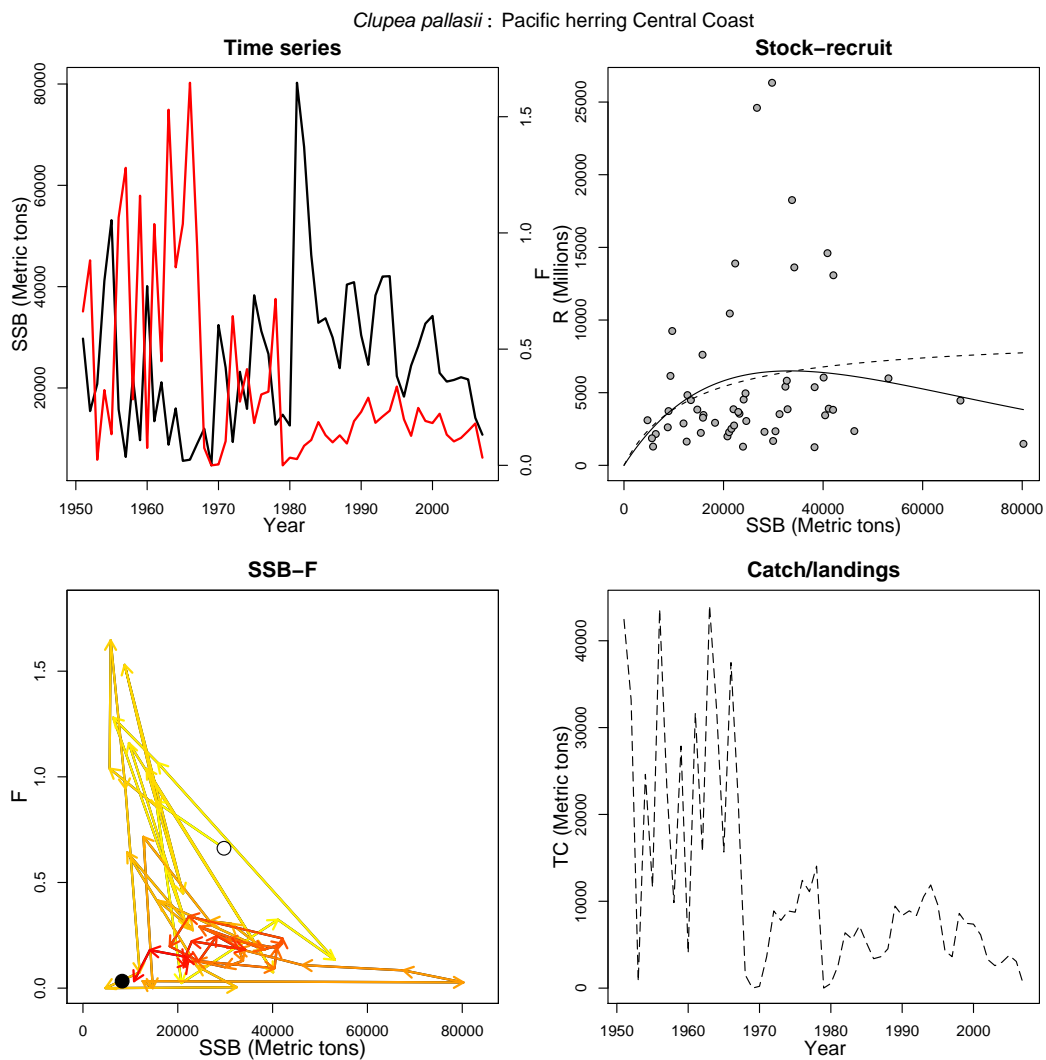 Clupea pallasii : Pacific herring Central Coast
Time series
SSB (Metric tons)
20000 40000 60000 80000
F
0.0 0.5 1.0 1.5
1950 1960 1970 1980 1990 2000
Year
Stock−recruit
R (Millions)
0 5000 10000 15000 20000 25000
0 20000 40000 60000 80000
SSB (Metric tons)
SSB−F
F
0.0 0.5 1.0 1.5
0 20000 40000 60000 80000
SSB (Metric tons)
Catch/landings
TC (Metric tons)
0 10000 20000 30000 40000
1950 1960 1970 1980 1990 2000
Year